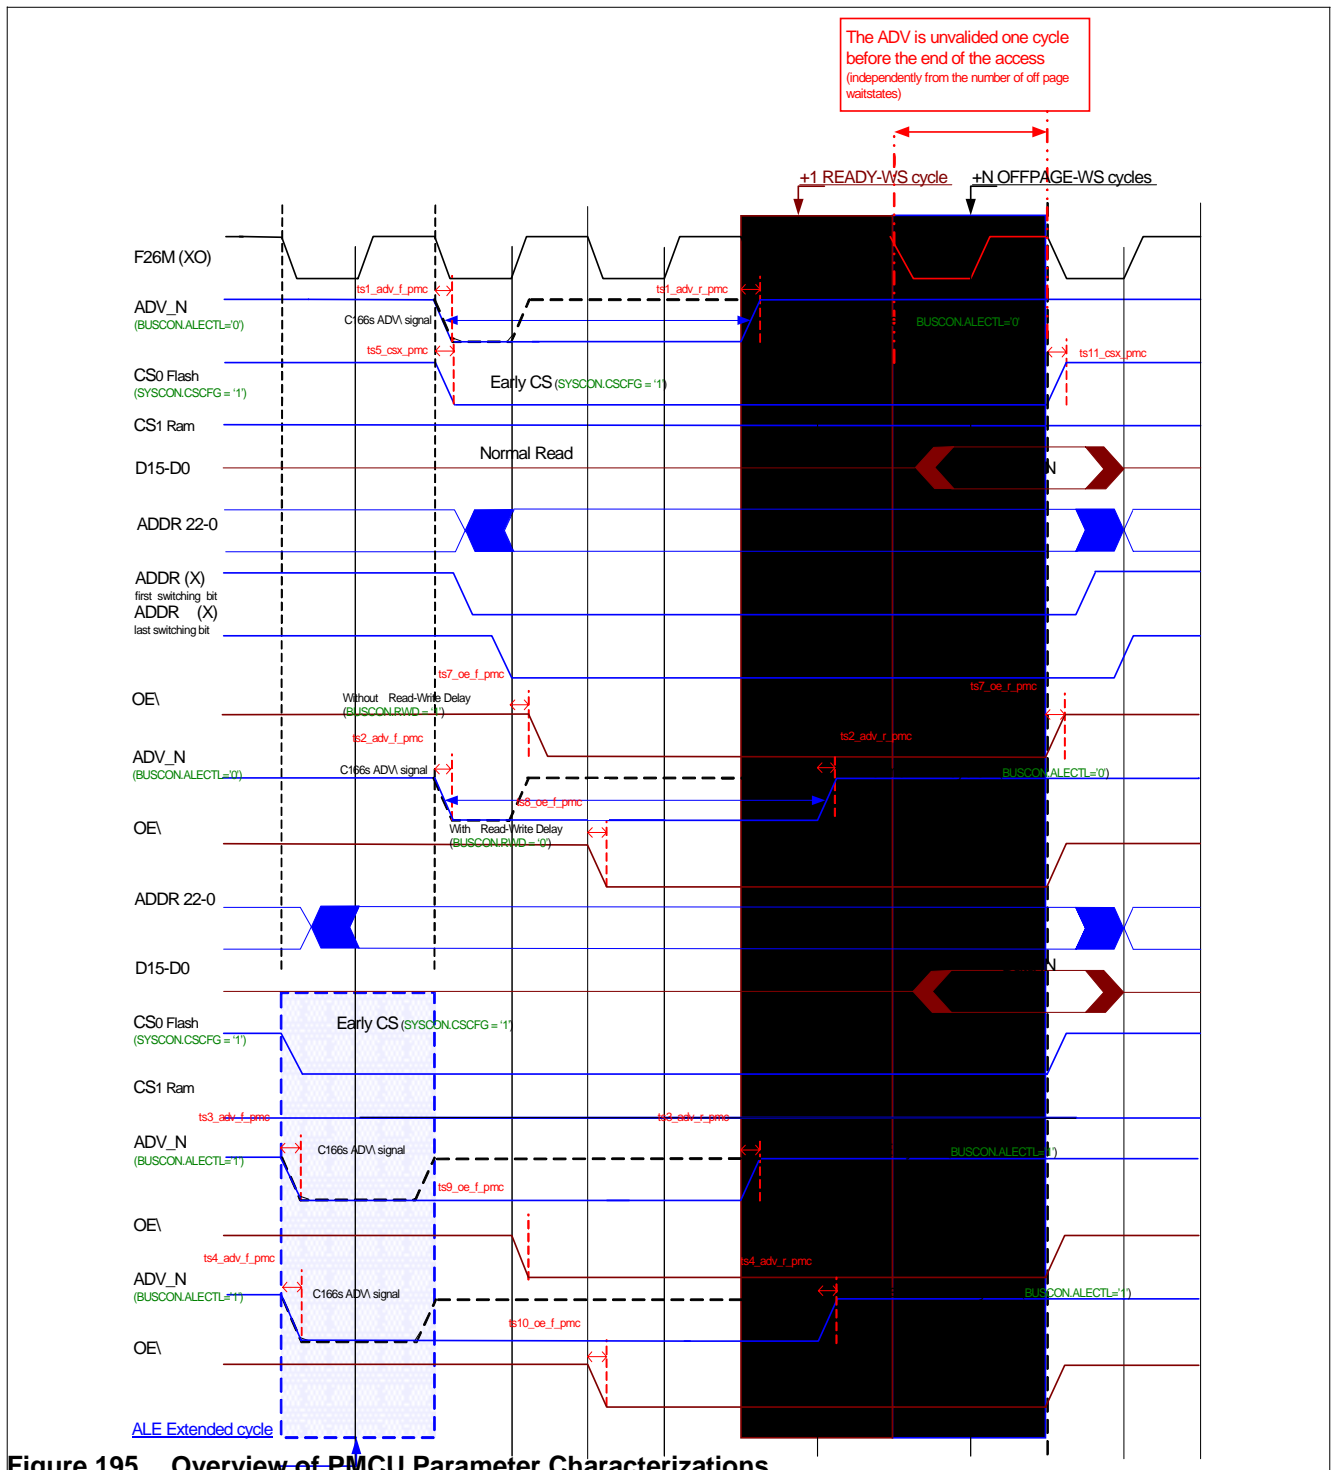 The ADV is unvalided one cycle
before the end of the access
(independently from the number of off page
waitstates)
+1 READY-WS cycle
+N OFFPAGE-WS cycles
F26M (XO)
ts1_adv_f_pmc
ts1_adv_r_pmc
ADV_N
(BUSCON.ALECTL='0')
C166s ADV\ signal
BUSCON.ALECTL='0'
ts5_csx_pmc
ts11_csx_pmc
CS0 Flash
(SYSCON.CSCFG = '1')
Early CS (SYSCON.CSCFG = '1')
CS1 Ram
Normal Read
D15-D0
N
ADDR 22-0
ADDR (X)
first switching bit
ADDR (X)
last switching bit
ts7_oe_f_pmc
ts7_oe_r_pmc
OE\
Without Read-Write Delay
(BUSCON.RWD = '1')
ts2_adv_f_pmc
ts2_adv_r_pmc
ADV_N
(BUSCON.ALECTL='0')
C166s ADV\ signal
BUSCON.ALECTL='0')
ts8_oe_f_pmc
OE\
With Read-Write Delay
(BUSCON.RWD = '0')
ADDR 22-0
D15-D0
N
CS0 Flash
(SYSCON.CSCFG = '1')
Early CS (SYSCON.CSCFG = '1')
CS1 Ram
ts3_adv_f_pmc
ts3_adv_r_pmc
ADV_N
(BUSCON.ALECTL='1')
C166s ADV\ signal
BUSCON.ALECTL='1')
ts9_oe_f_pmc
OE\
ts4_adv_f_pmc
ts4_adv_r_pmc
ADV_N
(BUSCON.ALECTL='1')
C166s ADV\ signal
BUSCON.ALECTL='1')
ts10_oe_f_pmc
OE\
ALE Extended cycle
Figure 195 Overview of PMCU Parameter Characterizations